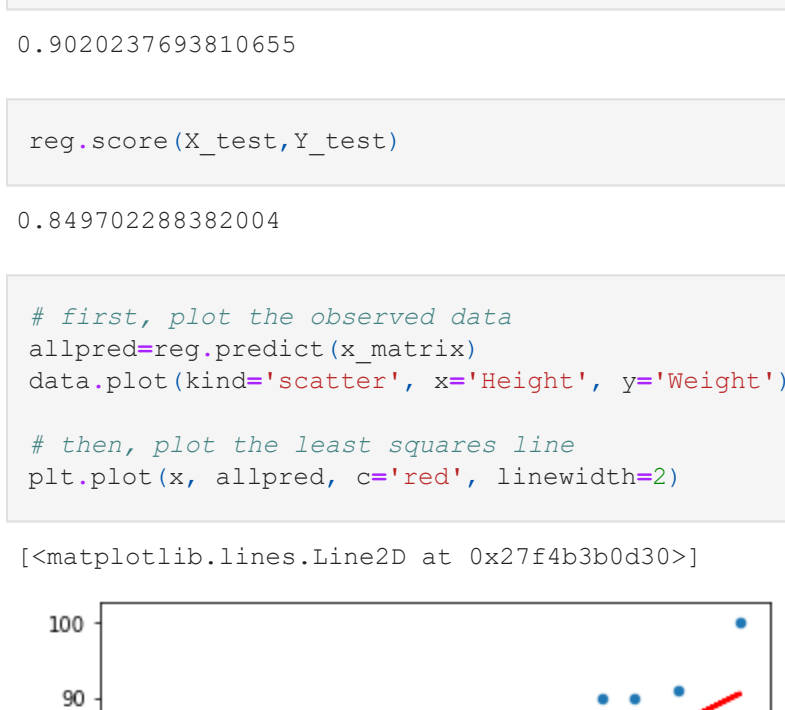 0.9020237693810655
reg.score(X_test,Y_test)
0.849702288382004
# first, plot the observed data
allpred=reg.predict(x_matrix)
data.plot(kind='scatter', x='Height', y='Weight')
# then, plot the least squares line
plt.plot(x, allpred, c='red', linewidth=2)
[<matplotlib.lines.Line2D at 0x27f4b3b0d30>]
100
90